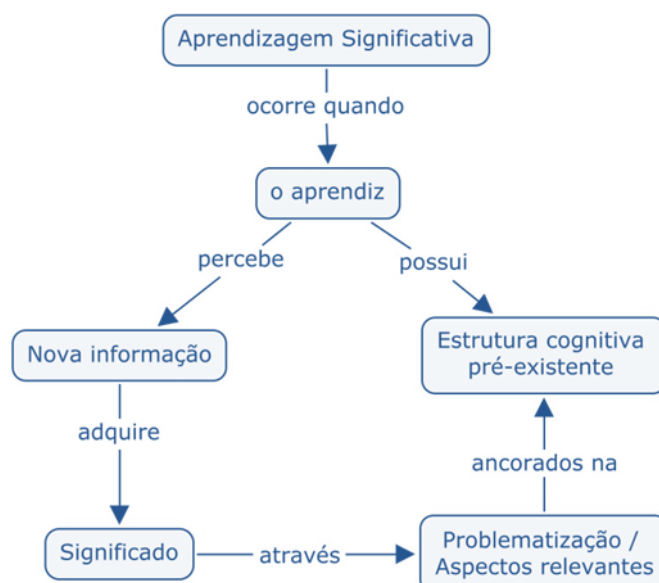 Aprendizagem Significativa
ocorre quando
o aprendiz
percebe
possui
Nova informação
Estrutura cognitiva
pré-existente
adquire
ancorados na
Significado
através
Problematização /
Aspectos relevantes